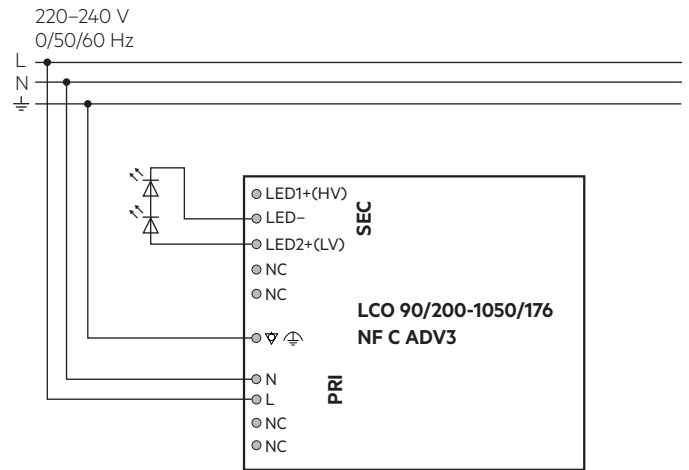 220–240 V
0/50/60 Hz
L
N
LED1+(HV)
LED–
LED2+(LV)
NC
NC
SEC
LCO 90/200-1050/176
NF C ADV3
N
L
NC
NC
PRI